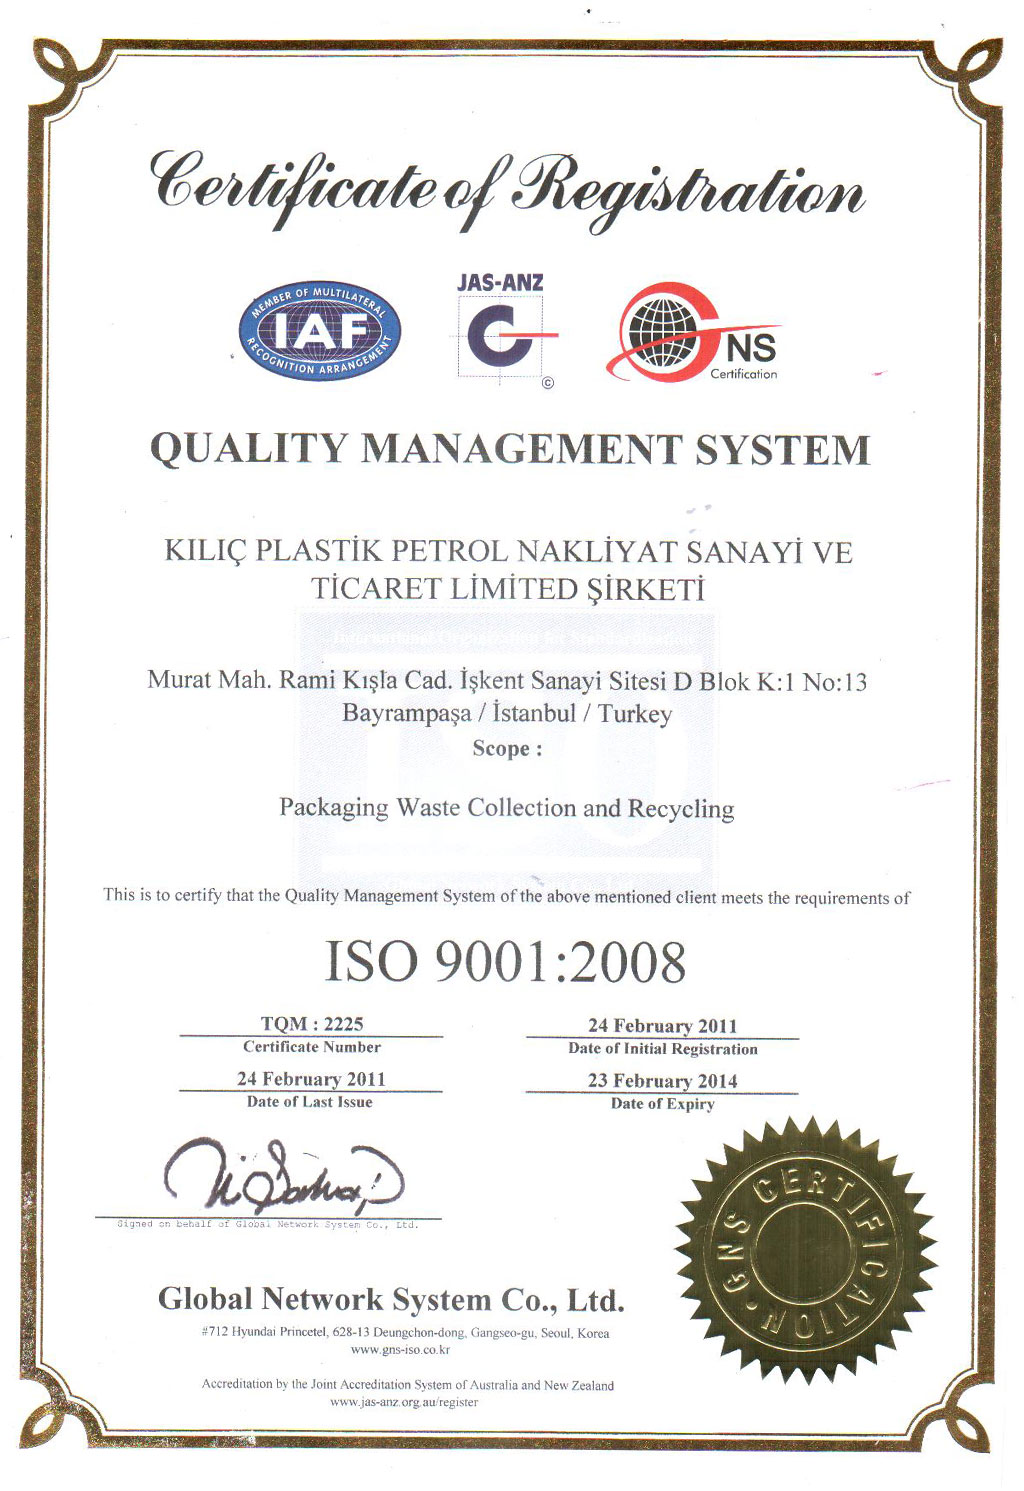 Certificate of Registration
MEMBER OF MULTILATERAL
IAF
RECOGNITION ARRANGEMENT
JAS-ANZ
©
NS
Certification
QUALITY MANAGEMENT SYSTEM
KILIÇ PLASTİK PETROL NAKLİYAT SANAYİ VE
TİCARET LİMİTED ŞİRKETİ
Murat Mah. Rami Kışla Cad. İşkent Sanayi Sitesi D Blok K:1 No:13
Bayrampaşa / İstanbul / Turkey
Scope :
Packaging Waste Collection and Recycling
This is to certify that the Quality Management System of the above mentioned client meets the requirements of
ISO 9001:2008
TQM : 2225
Certificate Number
24 February 2011
Date of Initial Registration
24 February 2011
Date of Last Issue
23 February 2014
Date of Expiry
Signed on behalf of Global Network System Co., Ltd.
GNS CERTIFICATION
Global Network System Co., Ltd.
#712 Hyundai Princetel, 628-13 Deungchon-dong, Gangseo-gu, Seoul, Korea
www.gns-iso.co.kr
Accreditation by the Joint Accreditation System of Australia and New Zealand
www.jas-anz.org.au/register